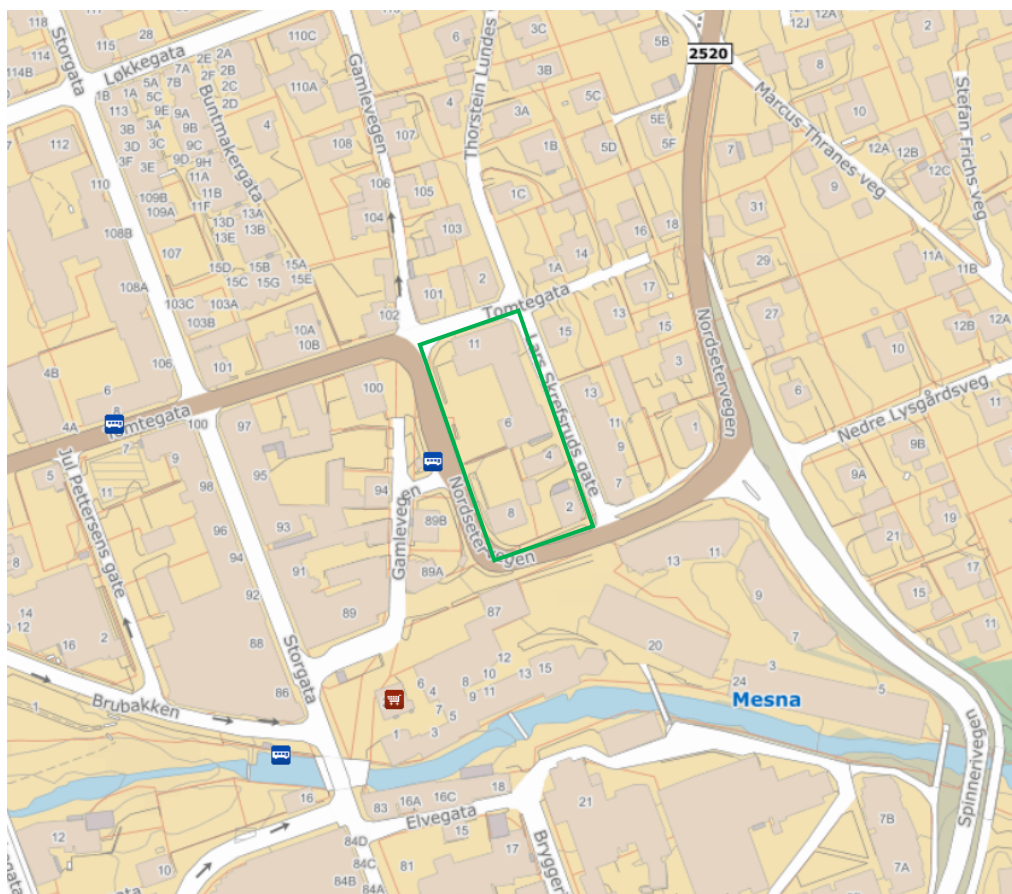 118
Storgata
115
28
Løkkegata
114B
1B
1A
113
5A
5C
9E
3B
3A
3D
3C
3F
3E
7A
7B
9A
9B
9C
9D
9H
11A
11B
11F
2E
2A
2F
2B
2C
2D
Buntmakergata
4
13A
13B
13D
13E
15D
15B
15A
15C
15G
15E
109B
109A
107
103C
103A
103B
112
110
108B
108A
106
110C
110A
Gamlevegen
108
107
106
105
104
103
102
101
2
6
4
Thorstein Lundes
3B
3A
5C
1B
5D
1C
5B
5E
5F
2520
12A
12J
12A
2
8
Marcus Thranes veg
10
12A
12B
12C
9
7
Stefan Frichs veg
11A
11B
12B
12A
31
29
27
18
16
14
1A
Tomtegata
17
13
15
15
3
1
Nordsetervegen
6
10
Nedre Lysgårdsveg
11
9B
9A
19
21
17
15
11
11
6
4
2
8
Lars Skrefsruds gate
13
11
9
7
10A
10B
101
100
100
97
95
93
91
89
94
89B
89A
Gamlevegen
Nordsetervegen
4B
6
8
4A
Tomtegata
7
5
9
11
98
96
94
92
88
86
Jul Pettersens gate
8
14
12
16
2
Storgata
Brubakken
1
87
12
10
8
6
4
9
11
13
15
7
5
3
1
20
13
11
9
7
3
24
5
Mesna
Spinnerivegen
16
83
16A
16C
18
Elvegata
15
17
21
7B
7A
12
10
84D
84C
84B
84A
81